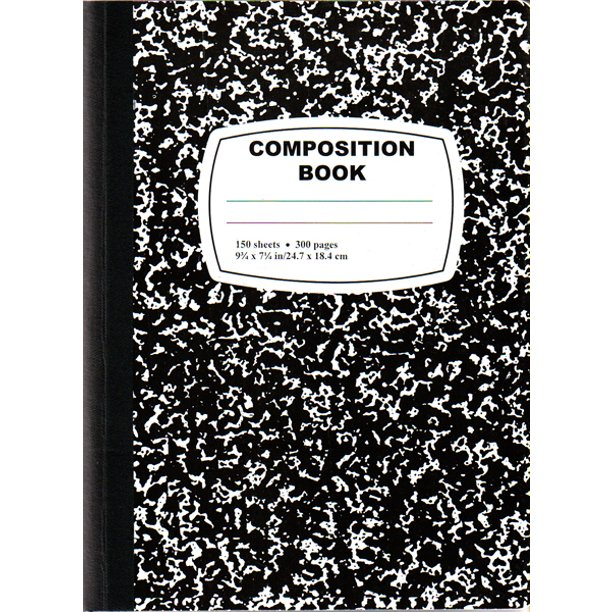 COMPOSITION
BOOK
150 sheets • 300 pages
9¾ x 7¼ in/24.7 x 18.4 cm